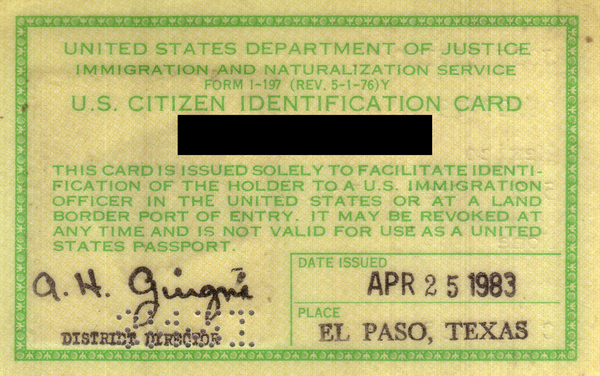 UNITED STATES DEPARTMENT OF JUSTICE
IMMIGRATION AND NATURALIZATION SERVICE
FORM I-197 (REV. 5-1-76)Y
U.S. CITIZEN IDENTIFICATION CARD
THIS CARD IS ISSUED SOLELY TO FACILITATE IDENTI-
FICATION OF THE HOLDER TO A U.S. IMMIGRATION
OFFICER IN THE UNITED STATES OR AT A LAND
BORDER PORT OF ENTRY. IT MAY BE REVOKED AT
ANY TIME AND IS NOT VALID FOR USE AS A UNITED
STATES PASSPORT.
A. H.
DISTRICT DIRECTOR
DATE ISSUED
APR 25 1983
PLACE
EL PASO, TEXAS